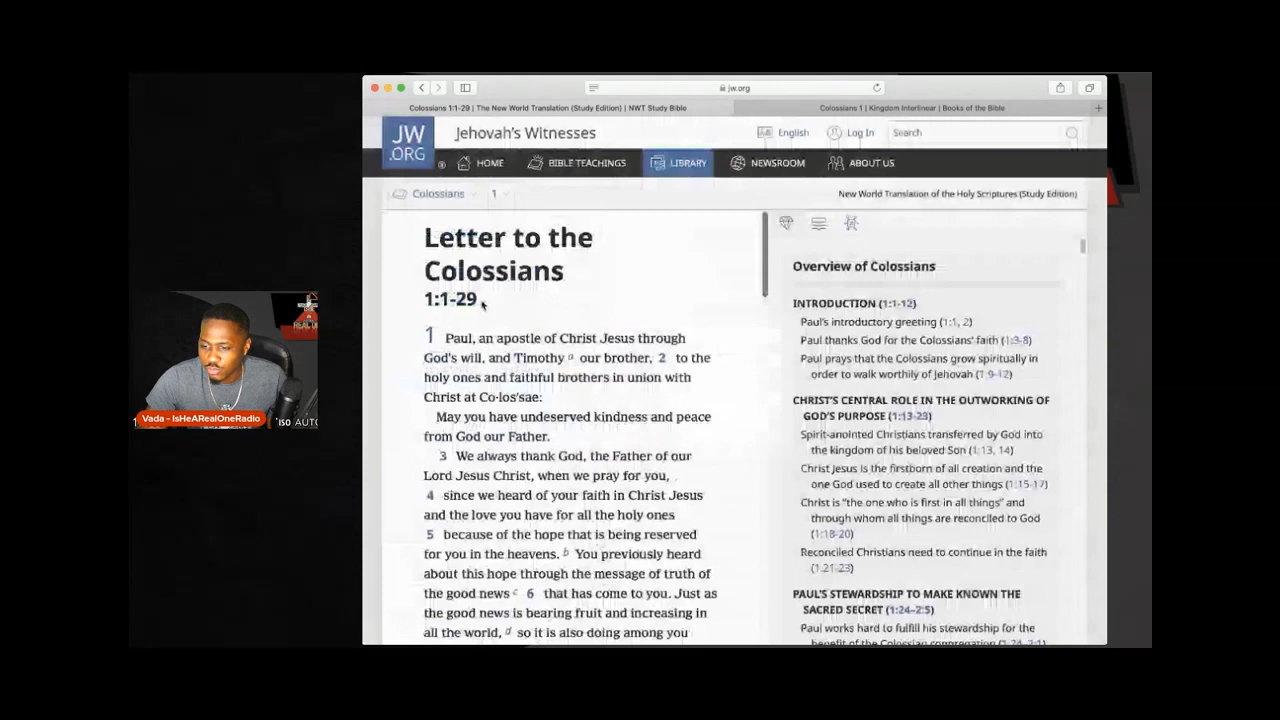 jw.org
Colossians 1:1-29 | The New World Translation (Study Edition) | NWT Study Bible
Colossians 1 | Kingdom Interlinear | Books of the Bible
JW
.ORG
Jehovah's Witnesses
English
Log In
Search
HOME
BIBLE TEACHINGS
LIBRARY
NEWSROOM
ABOUT US
Colossians
1
New World Translation of the Holy Scriptures (Study Edition)
Letter to the
Colossians
1:1-29
1 Paul, an apostle of Christ Jesus through
God's will, and Timothy a our brother, 2 to the
holy ones and faithful brothers in union with
Christ at Co·los′sae:
May you have undeserved kindness and peace
from God our Father.
3 We always thank God, the Father of our
Lord Jesus Christ, when we pray for you,
4 since we heard of your faith in Christ Jesus
and the love you have for all the holy ones
5 because of the hope that is being reserved
for you in the heavens. b You previously heard
about this hope through the message of truth of
the good news c 6 that has come to you. Just as
the good news is bearing fruit and increasing in
all the world, d so it is also doing among you
Overview of Colossians
INTRODUCTION (1:1-12)
Paul's introductory greeting (1:1, 2)
Paul thanks God for the Colossians' faith (1:3-8)
Paul prays that the Colossians grow spiritually in
order to walk worthily of Jehovah (1:9-12)
CHRIST'S CENTRAL ROLE IN THE OUTWORKING OF
GOD'S PURPOSE (1:13-23)
Spirit-anointed Christians transferred by God into
the kingdom of his beloved Son (1:13, 14)
Christ Jesus is the firstborn of all creation and the
one God used to create all other things (1:15-17)
Christ is "the one who is first in all things" and
through whom all things are reconciled to God
(1:18-20)
Reconciled Christians need to continue in the faith
(1:21-23)
PAUL'S STEWARDSHIP TO MAKE KNOWN THE
SACRED SECRET (1:24–2:5)
Paul works hard to fulfill his stewardship for the
benefit of the Colossian congregation (1:24–2:1)
Vada - IsHeARealOneRadio
ISO AUTO